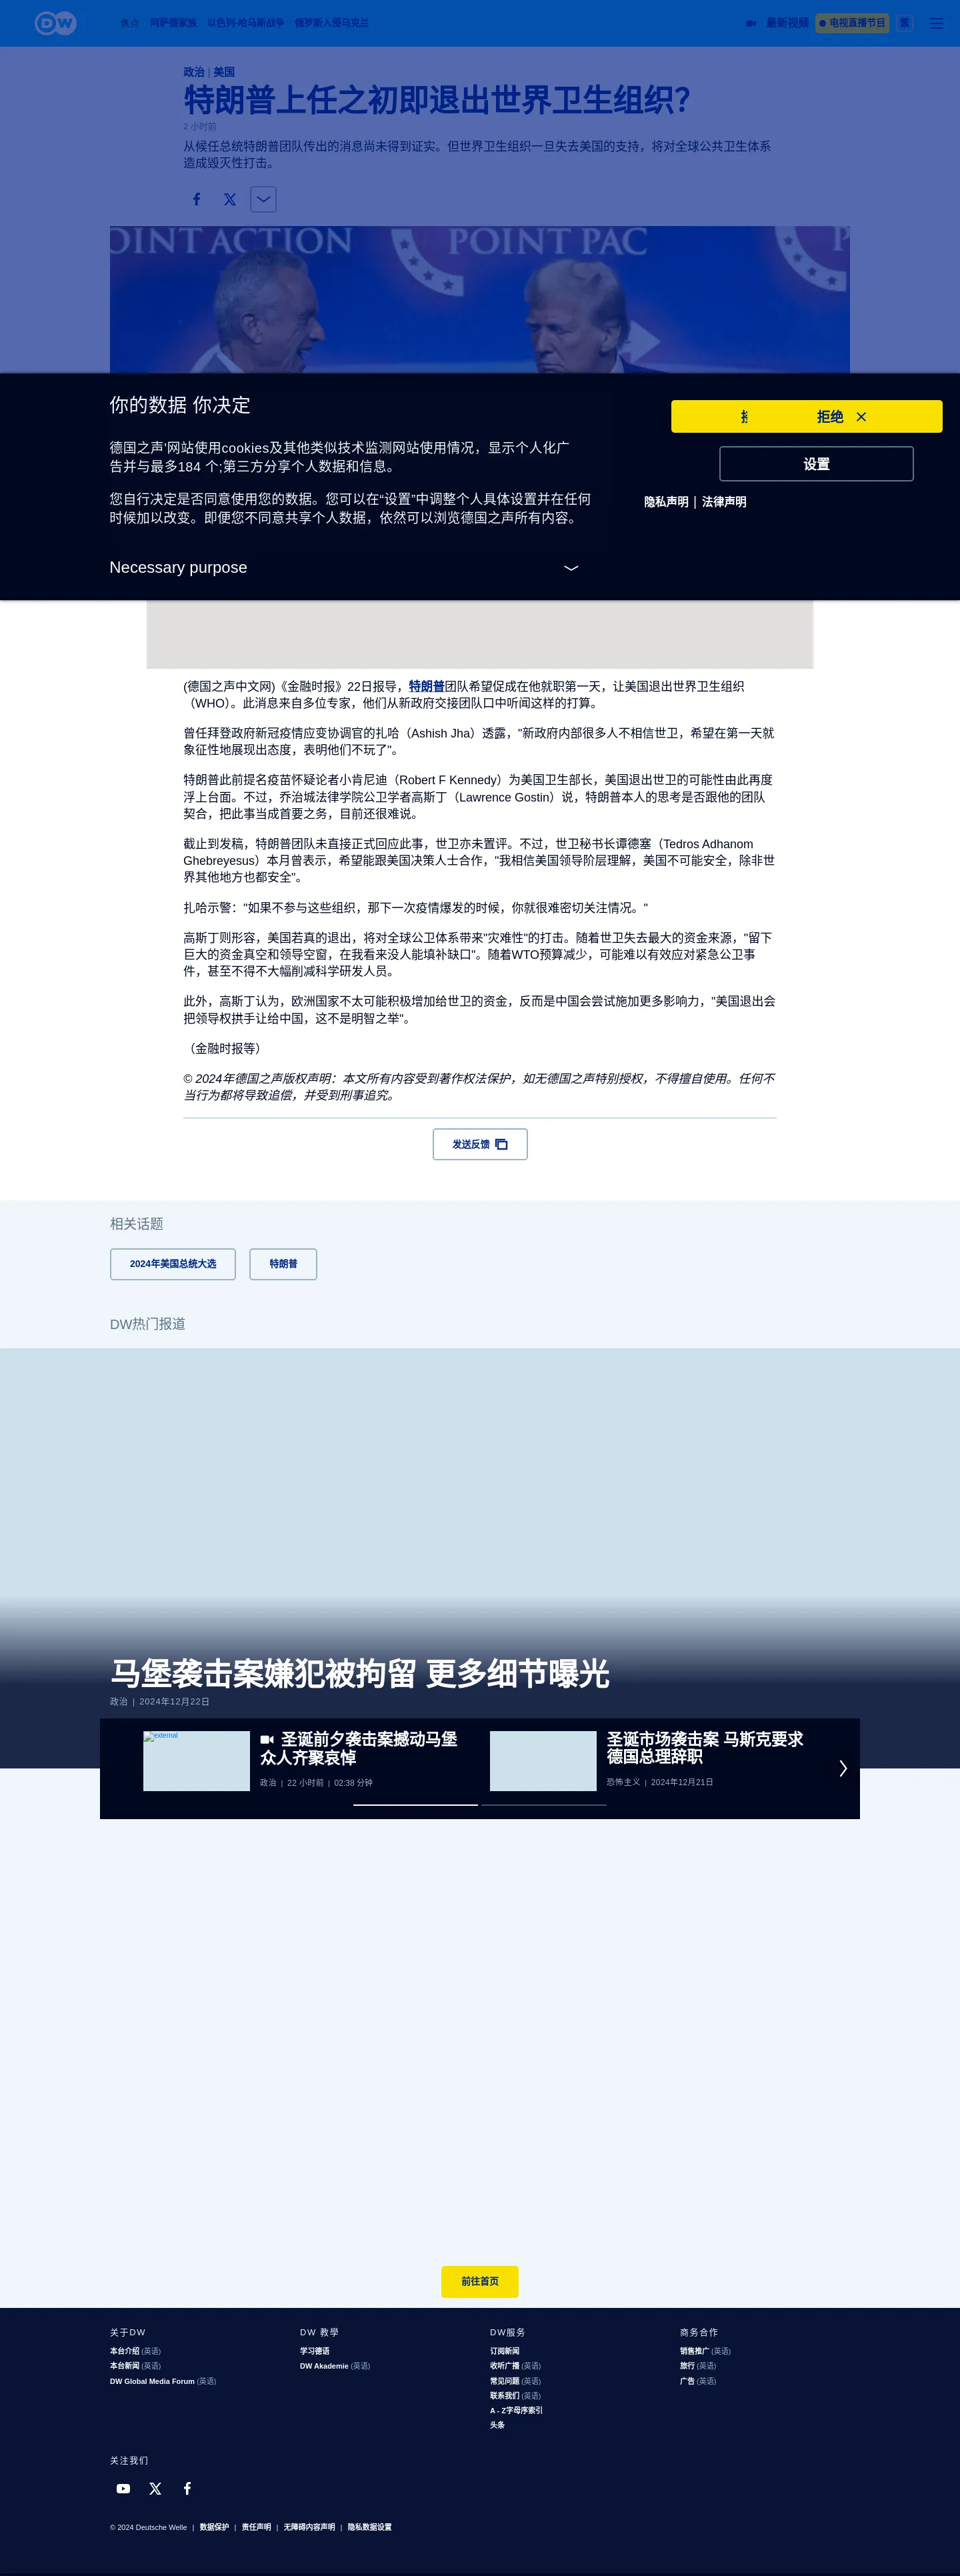 DW
焦点 阿萨德家族 以色列-哈马斯战争 俄罗斯入侵乌克兰 最新视频 电视直播节目 繁
政治 | 美国
特朗普上任之初即退出世界卫生组织？
2 小时前
从候任总统特朗普团队传出的消息尚未得到证实。但世界卫生组织一旦失去美国的支持，将对全球公共卫生体系
造成毁灭性打击。
OINT ACTION POINT PAC
你的数据 你决定
拒绝
德国之声'网站使用cookies及其他类似技术监测网站使用情况，显示个人化广
告并与最多184 个;第三方分享个人数据和信息。
设置
您自行决定是否同意使用您的数据。您可以在“设置”中调整个人具体设置并在任何
时候加以改变。即便您不同意共享个人数据，依然可以浏览德国之声所有内容。
隐私声明 | 法律声明
Necessary purpose
(德国之声中文网)《金融时报》22日报导，特朗普团队希望促成在他就职第一天，让美国退出世界卫生组织
（WHO）。此消息来自多位专家，他们从新政府交接团队口中听闻这样的打算。
曾任拜登政府新冠疫情应变协调官的扎哈（Ashish Jha）透露，"新政府内部很多人不相信世卫，希望在第一天就
象征性地展现出态度，表明他们不玩了"。
特朗普此前提名疫苗怀疑论者小肯尼迪（Robert F Kennedy）为美国卫生部长，美国退出世卫的可能性由此再度
浮上台面。不过，乔治城法律学院公卫学者高斯丁（Lawrence Gostin）说，特朗普本人的思考是否跟他的团队
契合，把此事当成首要之务，目前还很难说。
截止到发稿，特朗普团队未直接正式回应此事，世卫亦未置评。不过，世卫秘书长谭德塞（Tedros Adhanom
Ghebreyesus）本月曾表示，希望能跟美国决策人士合作，"我相信美国领导阶层理解，美国不可能安全，除非世
界其他地方也都安全"。
扎哈示警："如果不参与这些组织，那下一次疫情爆发的时候，你就很难密切关注情况。"
高斯丁则形容，美国若真的退出，将对全球公卫体系带来"灾难性"的打击。随着世卫失去最大的资金来源，"留下
巨大的资金真空和领导空窗，在我看来没人能填补缺口"。随着WTO预算减少，可能难以有效应对紧急公卫事
件，甚至不得不大幅削减科学研发人员。
此外，高斯丁认为，欧洲国家不太可能积极增加给世卫的资金，反而是中国会尝试施加更多影响力，"美国退出会
把领导权拱手让给中国，这不是明智之举"。
（金融时报等）
© 2024年德国之声版权声明：本文所有内容受到著作权法保护，如无德国之声特别授权，不得擅自使用。任何不
当行为都将导致追偿，并受到刑事追究。
发送反馈
相关话题
2024年美国总统大选 特朗普
DW热门报道
马堡袭击案嫌犯被拘留 更多细节曝光
政治 | 2024年12月22日
external
圣诞前夕袭击案撼动马堡
众人齐聚哀悼
政治 | 22 小时前 | 02:38 分钟
圣诞市场袭击案 马斯克要求
德国总理辞职
恐怖主义 | 2024年12月21日
前往首页
关于DW
本台介绍 (英语)
本台新闻 (英语)
DW Global Media Forum (英语)
DW 教學
学习德语
DW Akademie (英语)
DW服务
订阅新闻
收听广播 (英语)
常见问题 (英语)
联系我们 (英语)
A - Z字母序索引
头条
商务合作
销售推广 (英语)
旅行 (英语)
广告 (英语)
关注我们
© 2024 Deutsche Welle | 数据保护 | 责任声明 | 无障碍内容声明 | 隐私数据设置